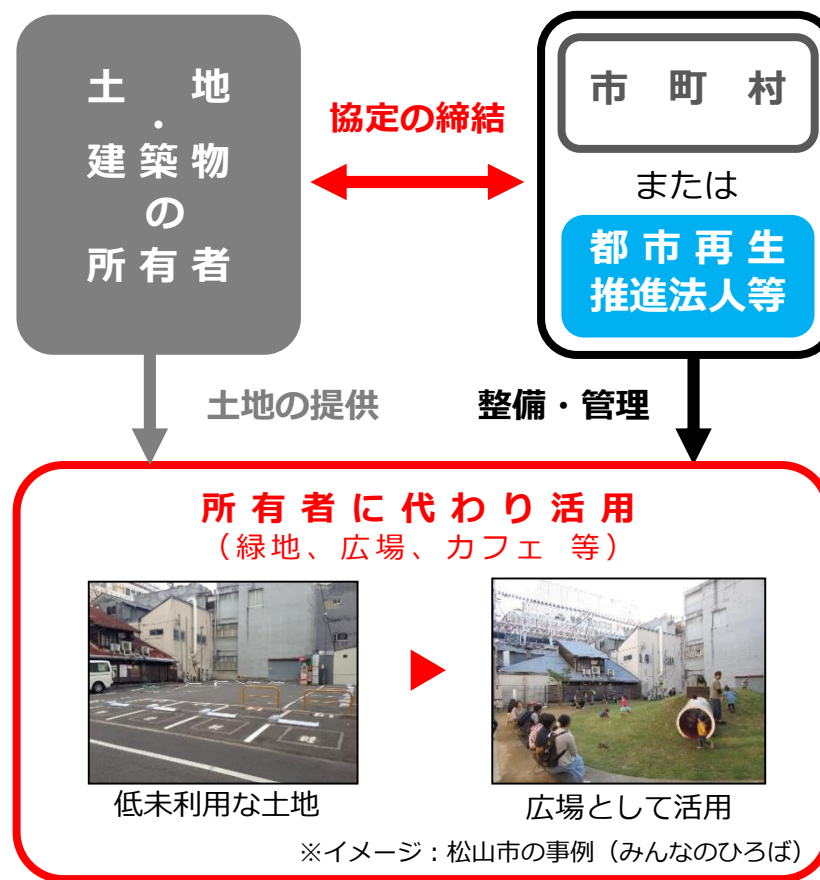 土地
・
建築物
の
所有者
協定の締結
市町村
または
都市再生
推進法人等
土地の提供
整備・管理
所有者に代わり活用
（緑地、広場、カフェ 等）
低未利用な土地
広場として活用
※イメージ：松山市の事例（みんなのひろば）